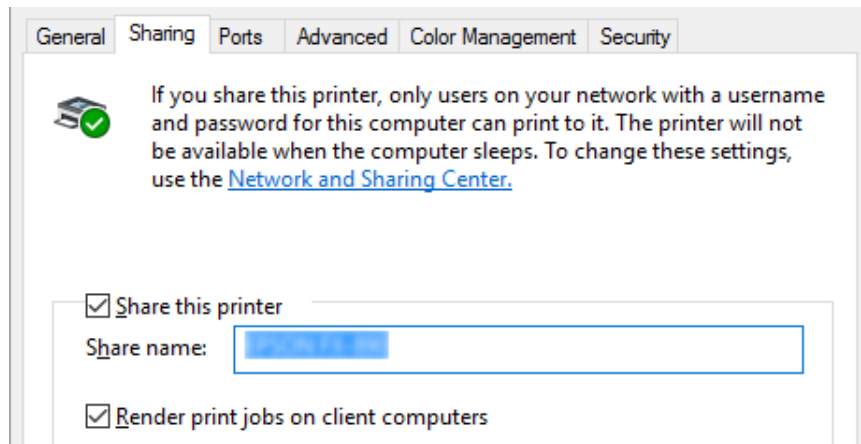 General Sharing Ports Advanced Color Management Security
If you share this printer, only users on your network with a username
and password for this computer can print to it. The printer will not
be available when the computer sleeps. To change these settings,
use the Network and Sharing Center.
Share this printer
Share name:
Render print jobs on client computers